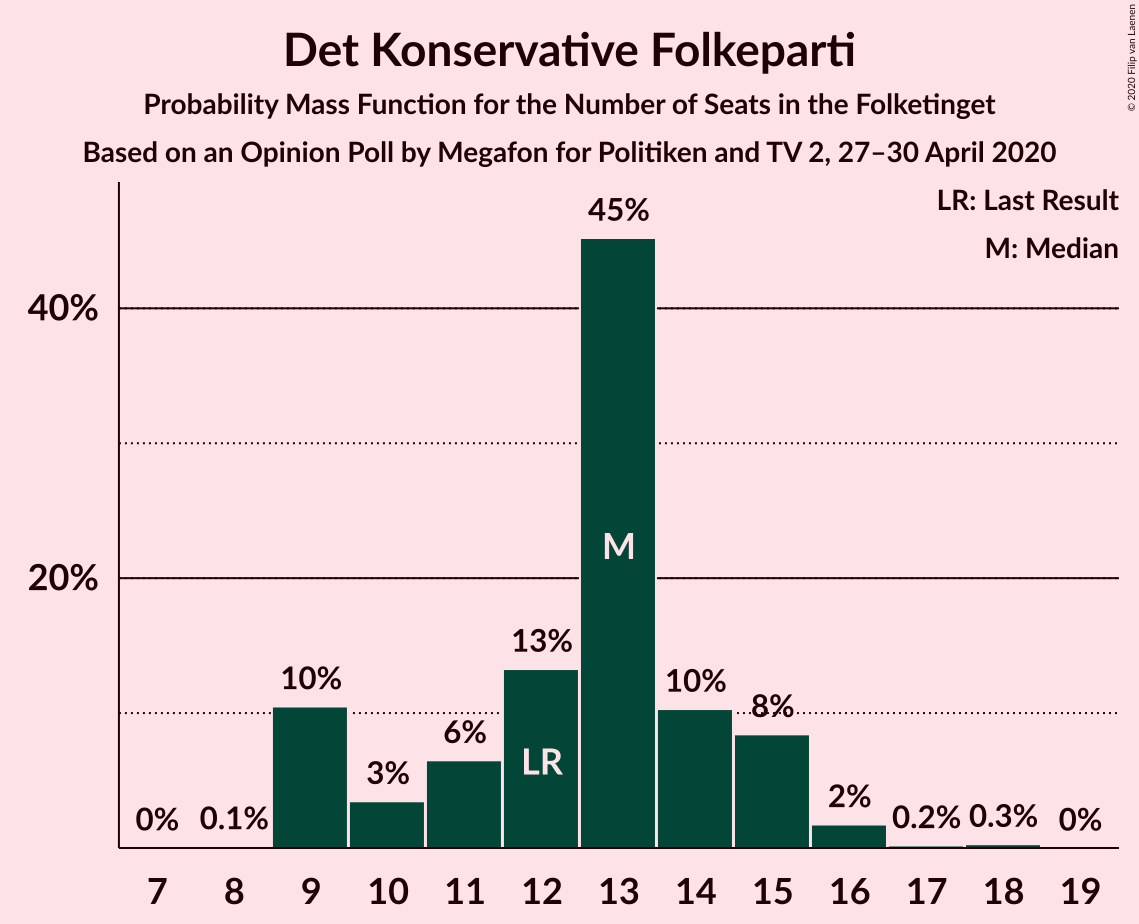 Det Konservative Folkeparti
Probability Mass Function for the Number of Seats in the Folketinget
Based on an Opinion Poll by Megafon for Politiken and TV 2, 27–30 April 2020
© 2020 Filip van Laenen
LR: Last Result
M: Median
40%
20%
0%
0.1%
10%
3%
6%
13%
45%
10%
8%
2%
0.2%
0.3%
0%
LR
M
7 8 9 10 11 12 13 14 15 16 17 18 19